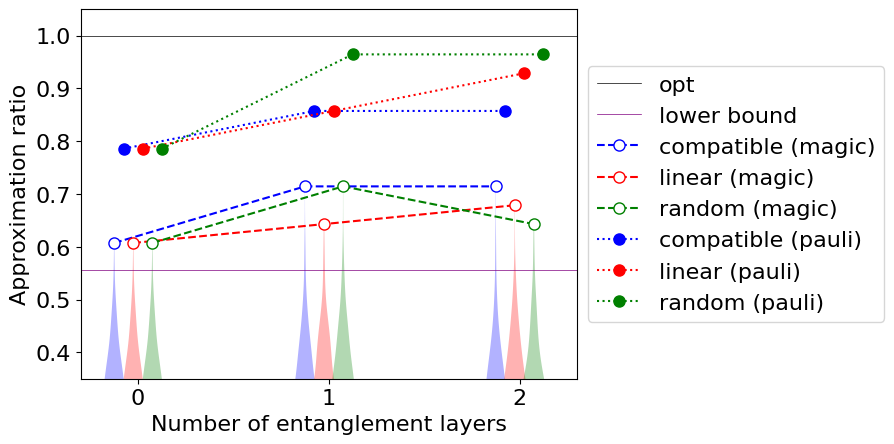 Approximation ratio
1.0
0.9
0.8
0.7
0.6
0.5
0.4
0
1
2
Number of entanglement layers
opt
lower bound
compatible (magic)
linear (magic)
random (magic)
compatible (pauli)
linear (pauli)
random (pauli)